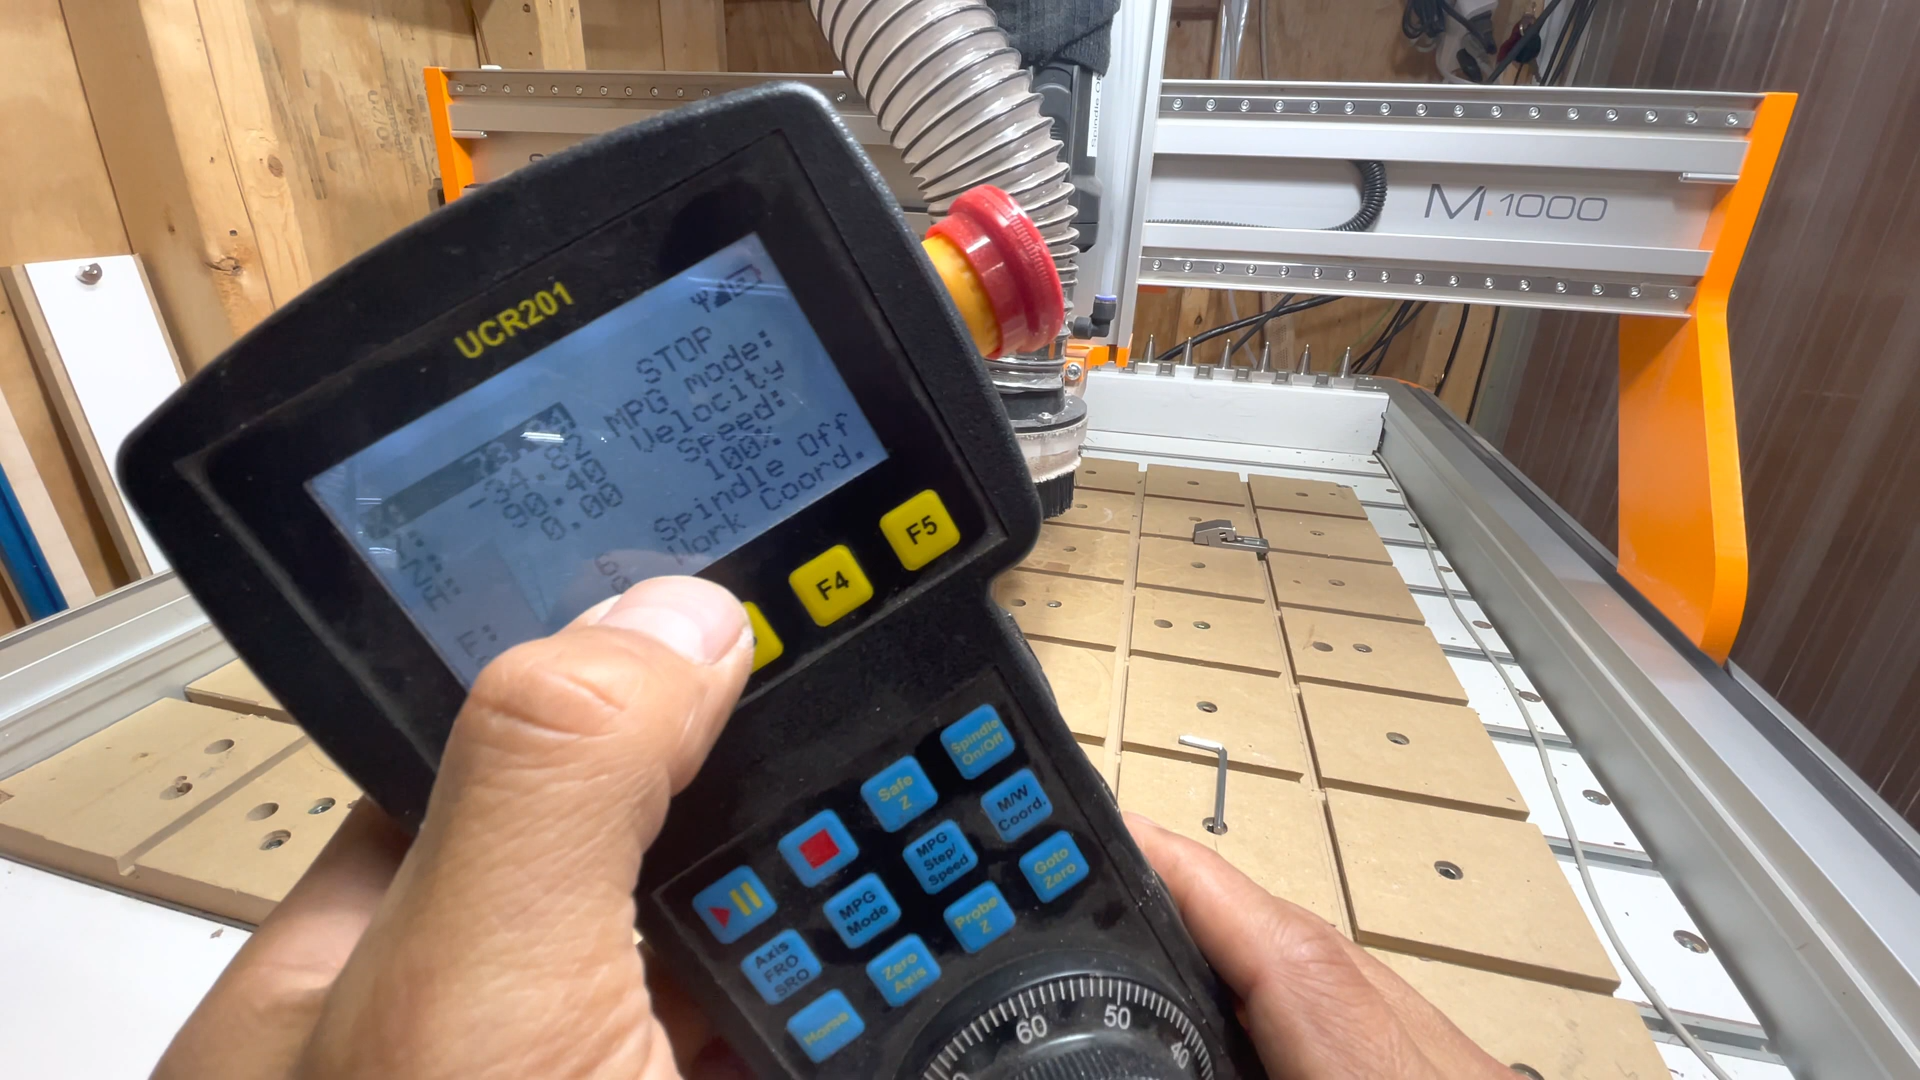 M.1000
UCR201
STOP
MPG mode:
-34.62 Velocity
90.40 Speed:
0.00 100%
Spindle Off
Work Coord.
F4
F5
Spindle On/Off
Safe Z
M/W Coord.
MPG Step/ Speed
Goto Zero
MPG Mode
Probe Z
Axis FRO SRO
Zero Axis
Home
60
50
40